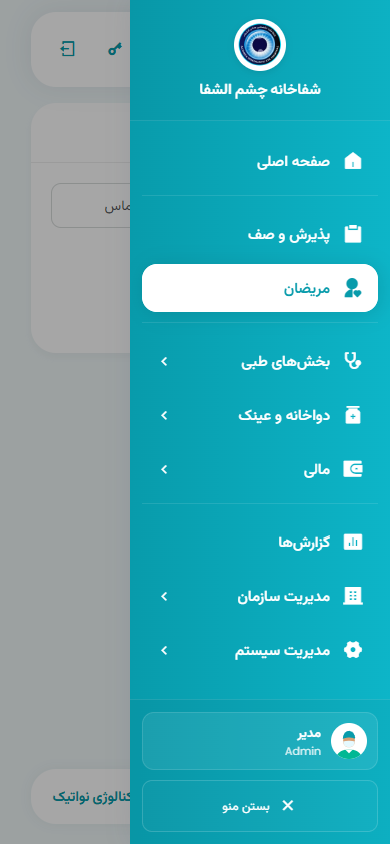 شفاخانه چشم الشفا
صفحه اصلی
پذیرش و صف
مریضان
بخش‌های طبی
دواخانه و عینک
مالی
گزارش‌ها
مدیریت سازمان
مدیریت سیستم
مدیر
Admin
بستن منو
نواتیک